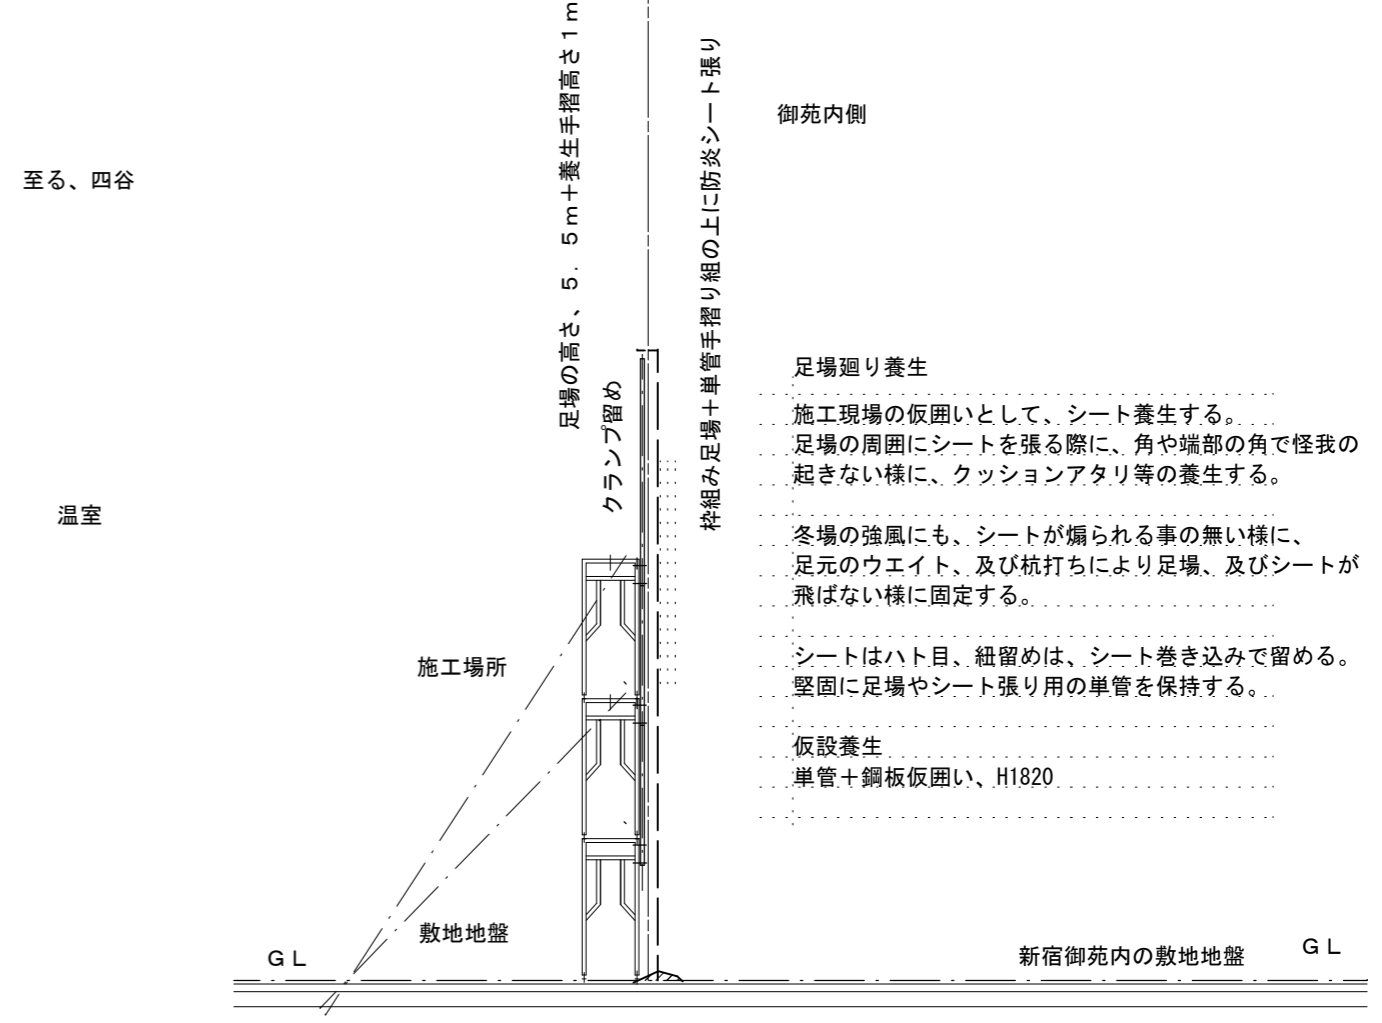 足場の高さ、５．５ｍ＋養生手摺高さ１ｍ
枠組み足場＋単管手摺り組の上に防炎シート張り
御苑内側
至る、四谷
クランプ留め
温室
足場廻り養生
施工現場の仮囲いとして、シート養生する。
足場の周囲にシートを張る際に、角や端部の角で怪我の
起きない様に、クッションアタリ等の養生する。
冬場の強風にも、シートが煽られる事の無い様に、
足元のウエイト、及び杭打ちにより足場、及びシートが
飛ばない様に固定する。
シートはハト目、紐留めは、シート巻き込みで留める。
堅固に足場やシート張り用の単管を保持する。
仮設養生
単管＋鋼板仮囲い、H1820
施工場所
敷地地盤
ＧＬ
新宿御苑内の敷地地盤
ＧＬ